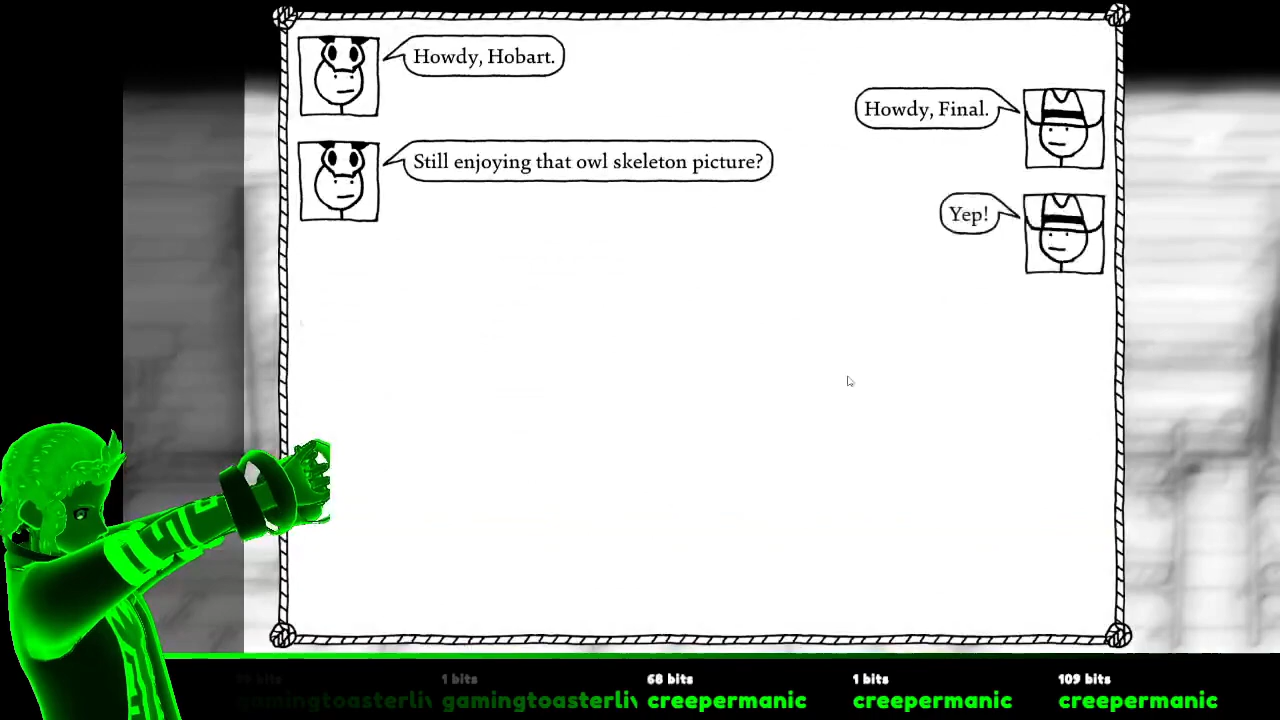 Howdy, Hobart.
Howdy, Final.
Still enjoying that owl skeleton picture?
Yep!
1 bits
68 bits
1 bits
109 bits
gamingtoasterliv
gamingtoasterliv
creepermanic
creepermanic
creepermanic